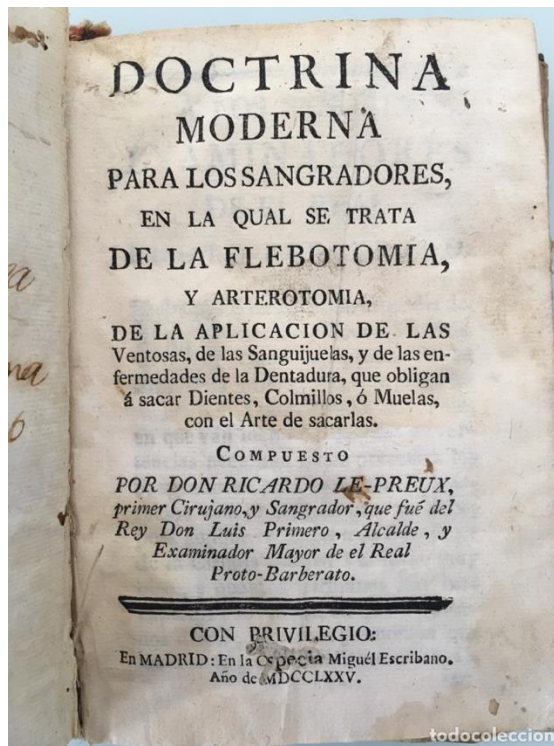 DOCTRINA
MODERNA
PARA LOS SANGRADORES,
EN LA QUAL SE TRATA
DE LA FLEBOTOMIA,
Y ARTEROTOMIA,
DE LA APLICACION DE LAS
Ventosas, de las Sanguijuelas, y de las en-
fermedades de la Dentadura, que obligan
á sacar Dientes, Colmillos, ó Muelas,
con el Arte de sacarlas.
COMPUESTO
POR DON RICARDO LE-PREUX,
primer Cirujano, y Sangrador, que fué del
Rey Don Luis Primero, Alcalde, y
Examinador Mayor de el Real
Proto-Barberato.
CON PRIVILEGIO:
En MADRID: En la Miguél Escribano.
Año de MDCCLXXV.
todocoleccion